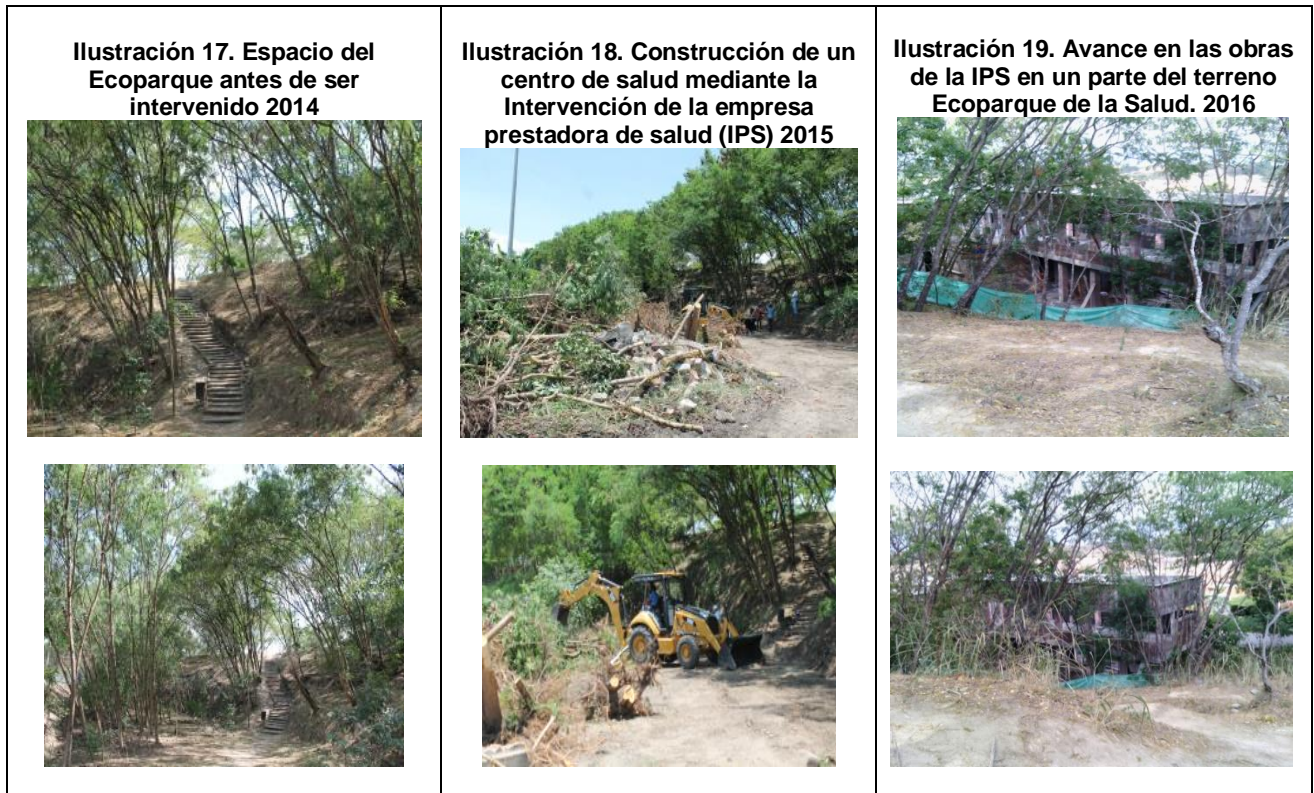 Ilustración 17. Espacio del
Ecoparque antes de ser
intervenido 2014
Ilustración 18. Construcción de un
centro de salud mediante la
Intervención de la empresa
prestadora de salud (IPS) 2015
Ilustración 19. Avance en las obras
de la IPS en un parte del terreno
Ecoparque de la Salud. 2016